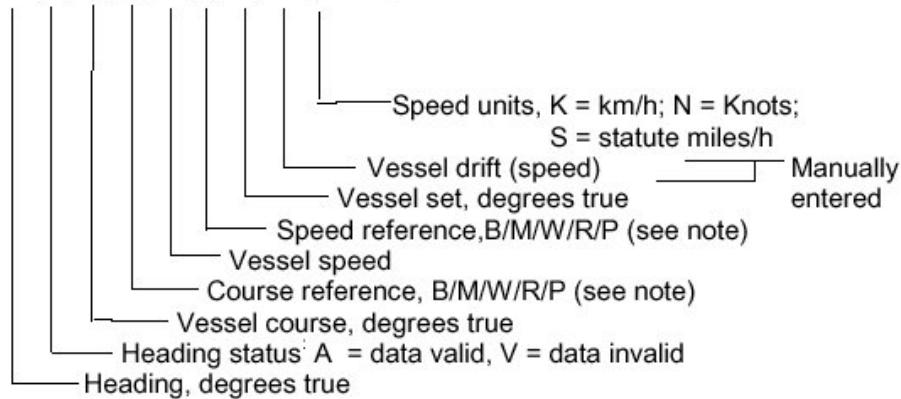 Speed units, K = km/h; N = Knots;
S = statute miles/h
Vessel drift (speed)
Manually
Vessel set, degrees true
entered
Speed reference,B/M/W/R/P (see note)
Vessel speed
Course reference, B/M/W/R/P (see note)
Vessel course, degrees true
Heading status A = data valid, V = data invalid
Heading, degrees true